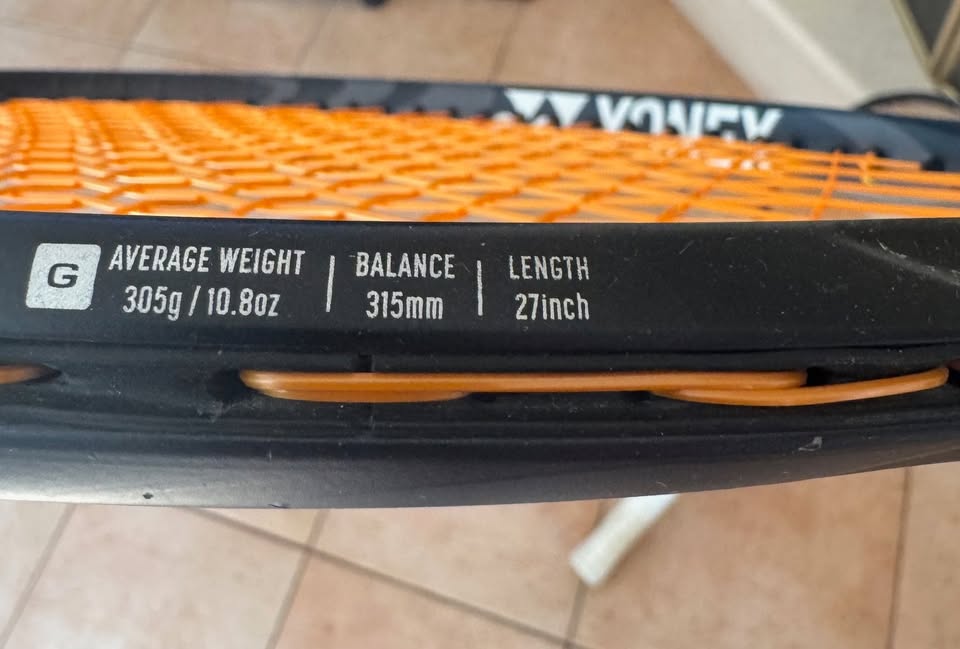 YONEX
G
AVERAGE WEIGHT | BALANCE | LENGTH
305g / 10.8oz | 315mm | 27inch